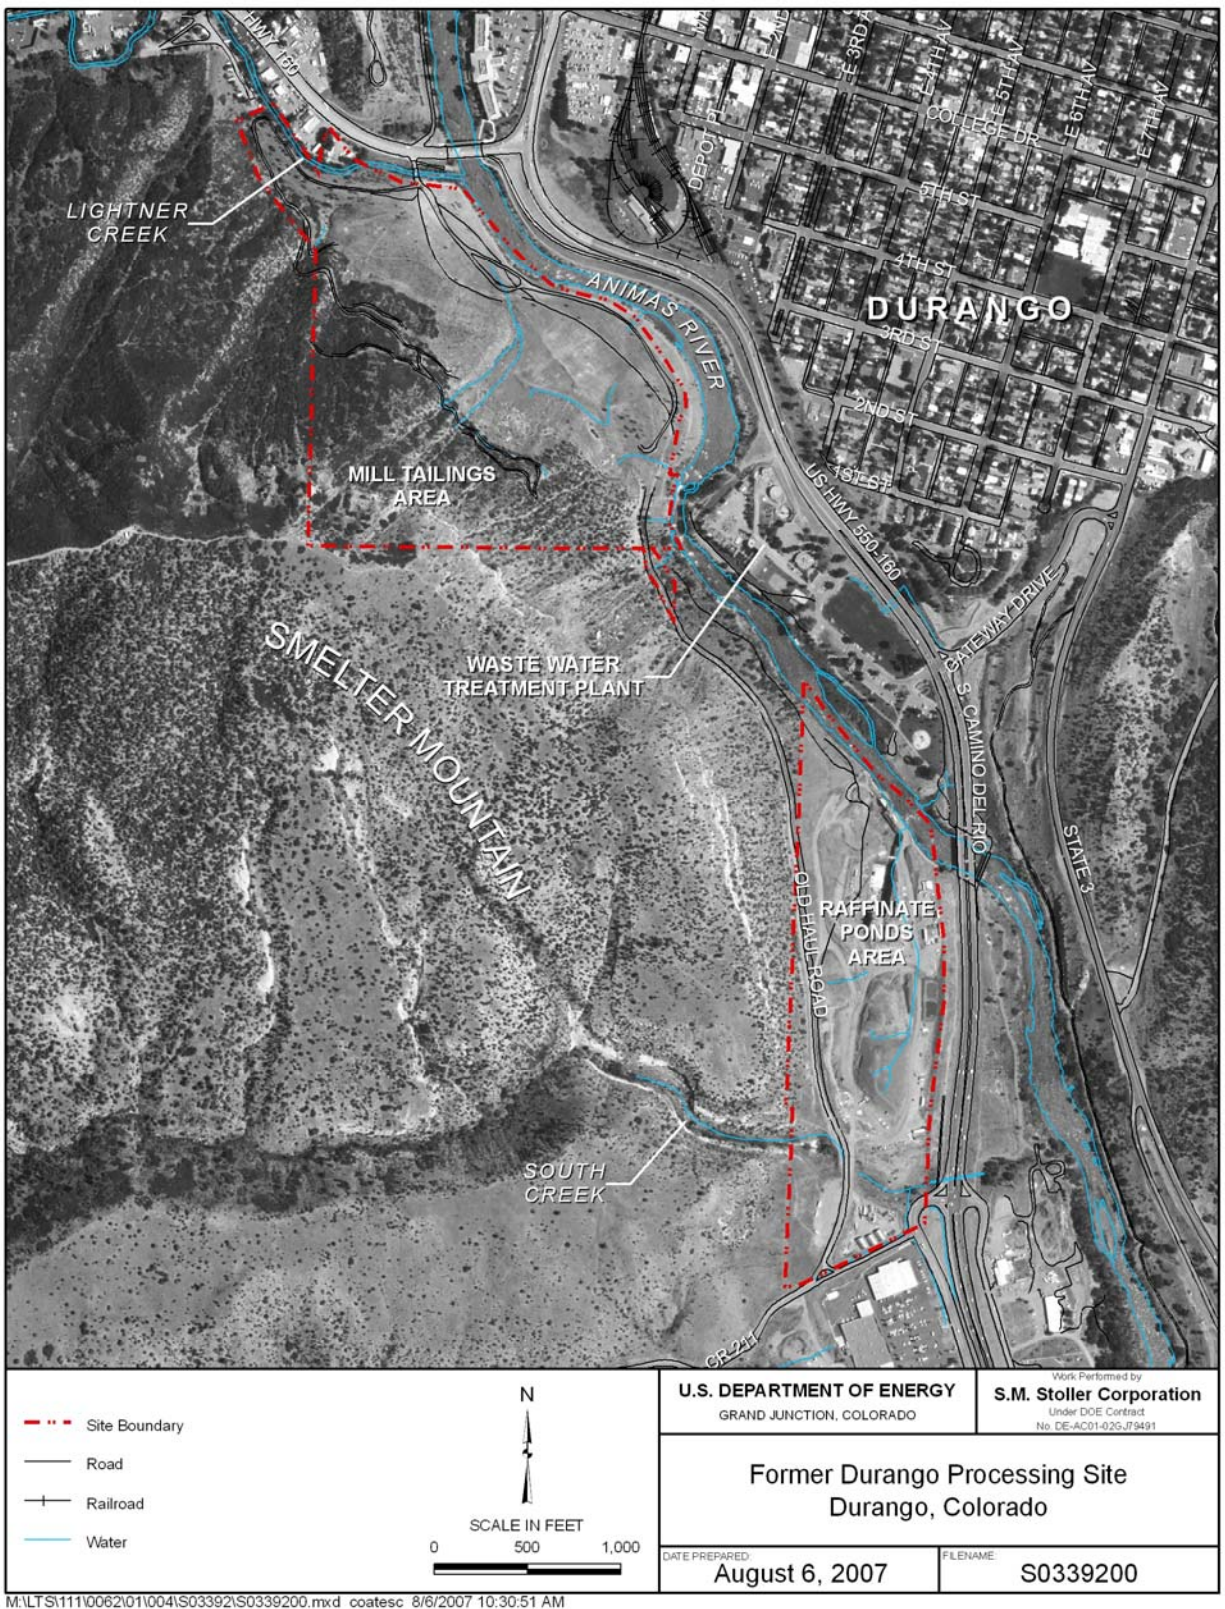 HWY 160
2ND
E 3RD A
E 4TH AV
E 5TH AV
E 6TH AV
E 7TH AV
COLLEGE DR
DEPOT PL
5TH ST
4TH ST
3RD ST
2ND ST
1ST ST
LIGHTNER
CREEK
ANIMAS RIVER
DURANGO
MILL TAILINGS
AREA
US HWY 550-160
GATEWAY DRIVE
SMELTER MOUNTAIN
WASTE WATER
TREATMENT PLANT
S. CAMINO DEL RIO
STATE 3
OLD HAUL ROAD
RAFFINATE
PONDS
AREA
SOUTH
CREEK
CR 211
Site Boundary
Road
Railroad
Water
N
SCALE IN FEET
0 500 1,000
U.S. DEPARTMENT OF ENERGY
GRAND JUNCTION, COLORADO
Work Performed by
S.M. Stoller Corporation
Under DOE Contract
No. DE-AC01-02GJ79491
Former Durango Processing Site
Durango, Colorado
DATE PREPARED:
August 6, 2007
FILENAME:
S0339200
M:\LTS\111\0062\01\004\S03392\S0339200.mxd coatesc 8/6/2007 10:30:51 AM